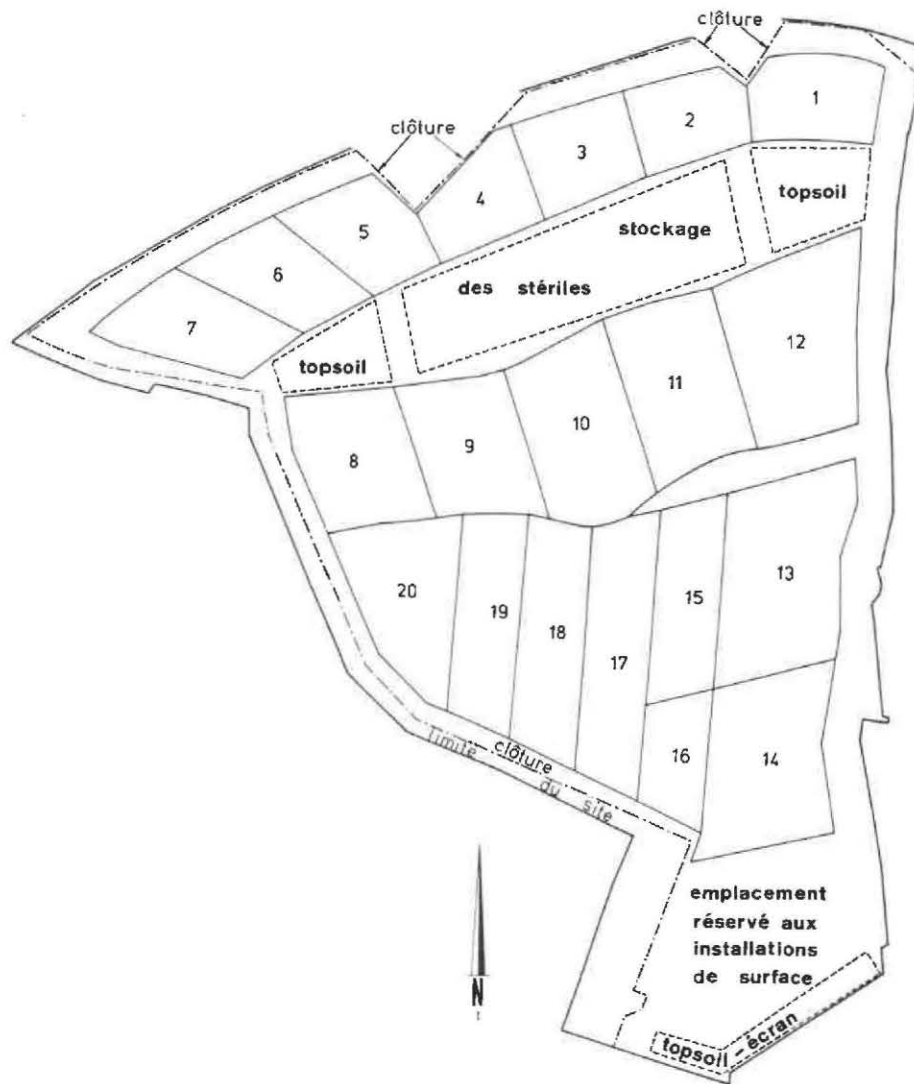 clôture
1
2
clôture
3
4
topsoil
5
stockage
6
des stériles
7
12
topsoil
11
10
9
8
13
20
15
19
18
17
clôture
limite
du site
16
14
emplacement
réservé aux
installations
de surface
N
topsoil - écran